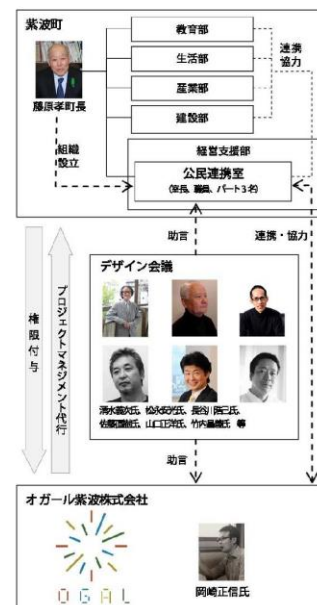 紫波町
教育部
生活部
産業部
建設部
連携
協力
藤原孝町長
組織
設立
経営支援部
公民連携室
(室長、職員、パート3名)
助言
連携・協力
権限付与
プロジェクトマネジメント代行
デザイン会議
清水義次氏、松永安光氏、長谷川浩己氏、
佐藤直樹氏、山口正洋氏、竹内昌義氏 等
助言
オガール紫波株式会社
OGAL
岡崎正信氏